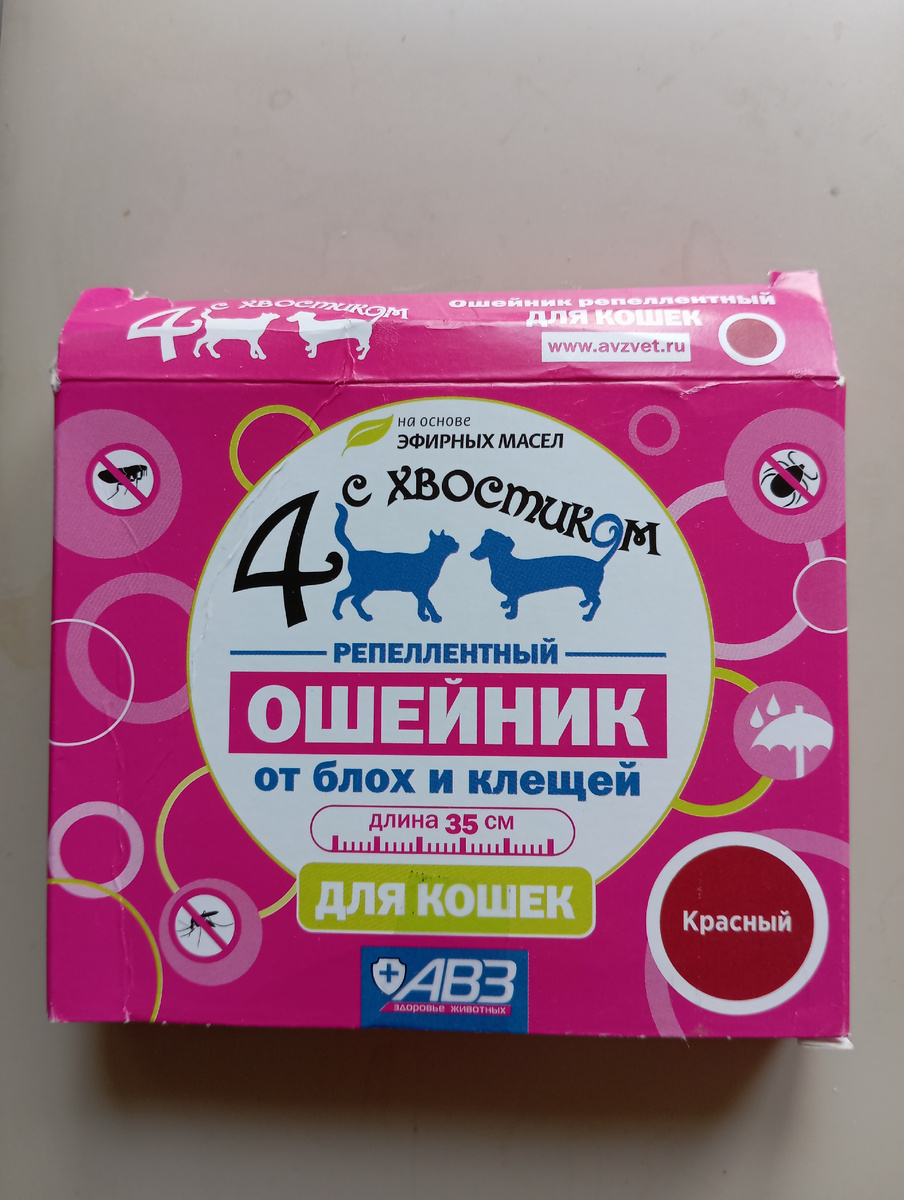 4 с хвостиком
Ошейник репеллентный
ДЛЯ КОШЕК
www.avzvet.ru
на основе
ЭФИРНЫХ МАСЕЛ
4 с хвостиком
РЕПЕЛЛЕНТНЫЙ
ОШЕЙНИК
от блох и клещей
длина 35 см
ДЛЯ КОШЕК
Красный
АВЗ
здоровье животных